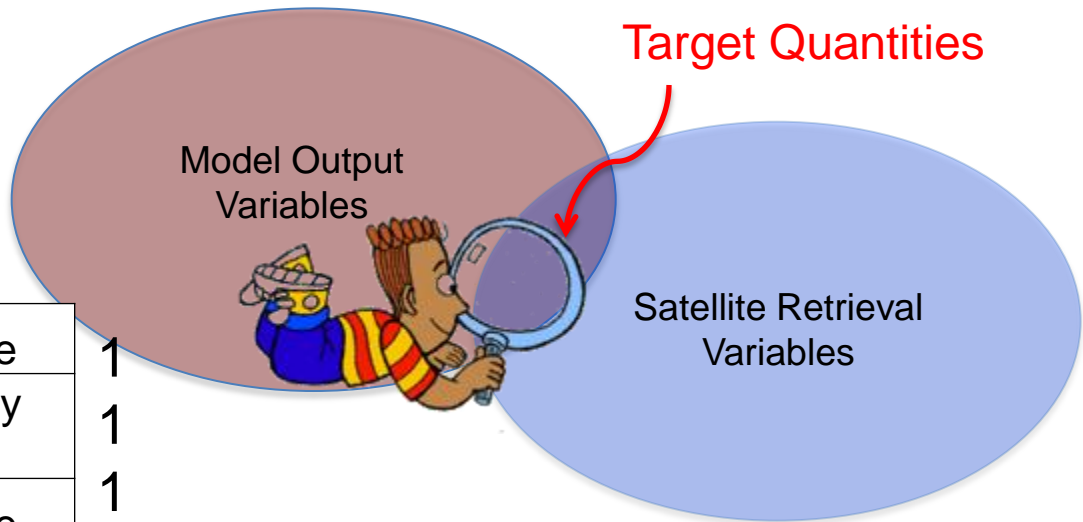 Target Quantities
Model Output
Variables
Satellite Retrieval
Variables
1
1
1